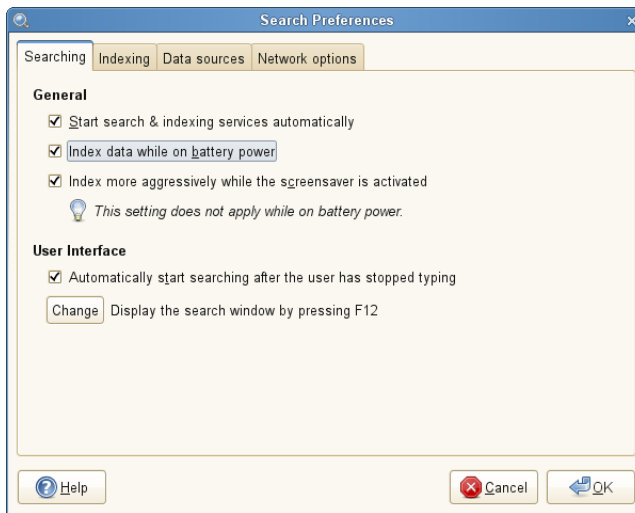 Search Preferences
Searching Indexing Data sources Network options
General
Start search & indexing services automatically
Index data while on battery power
Index more aggressively while the screensaver is activated
This setting does not apply while on battery power.
User Interface
Automatically start searching after the user has stopped typing
Change Display the search window by pressing F12
Help Cancel OK